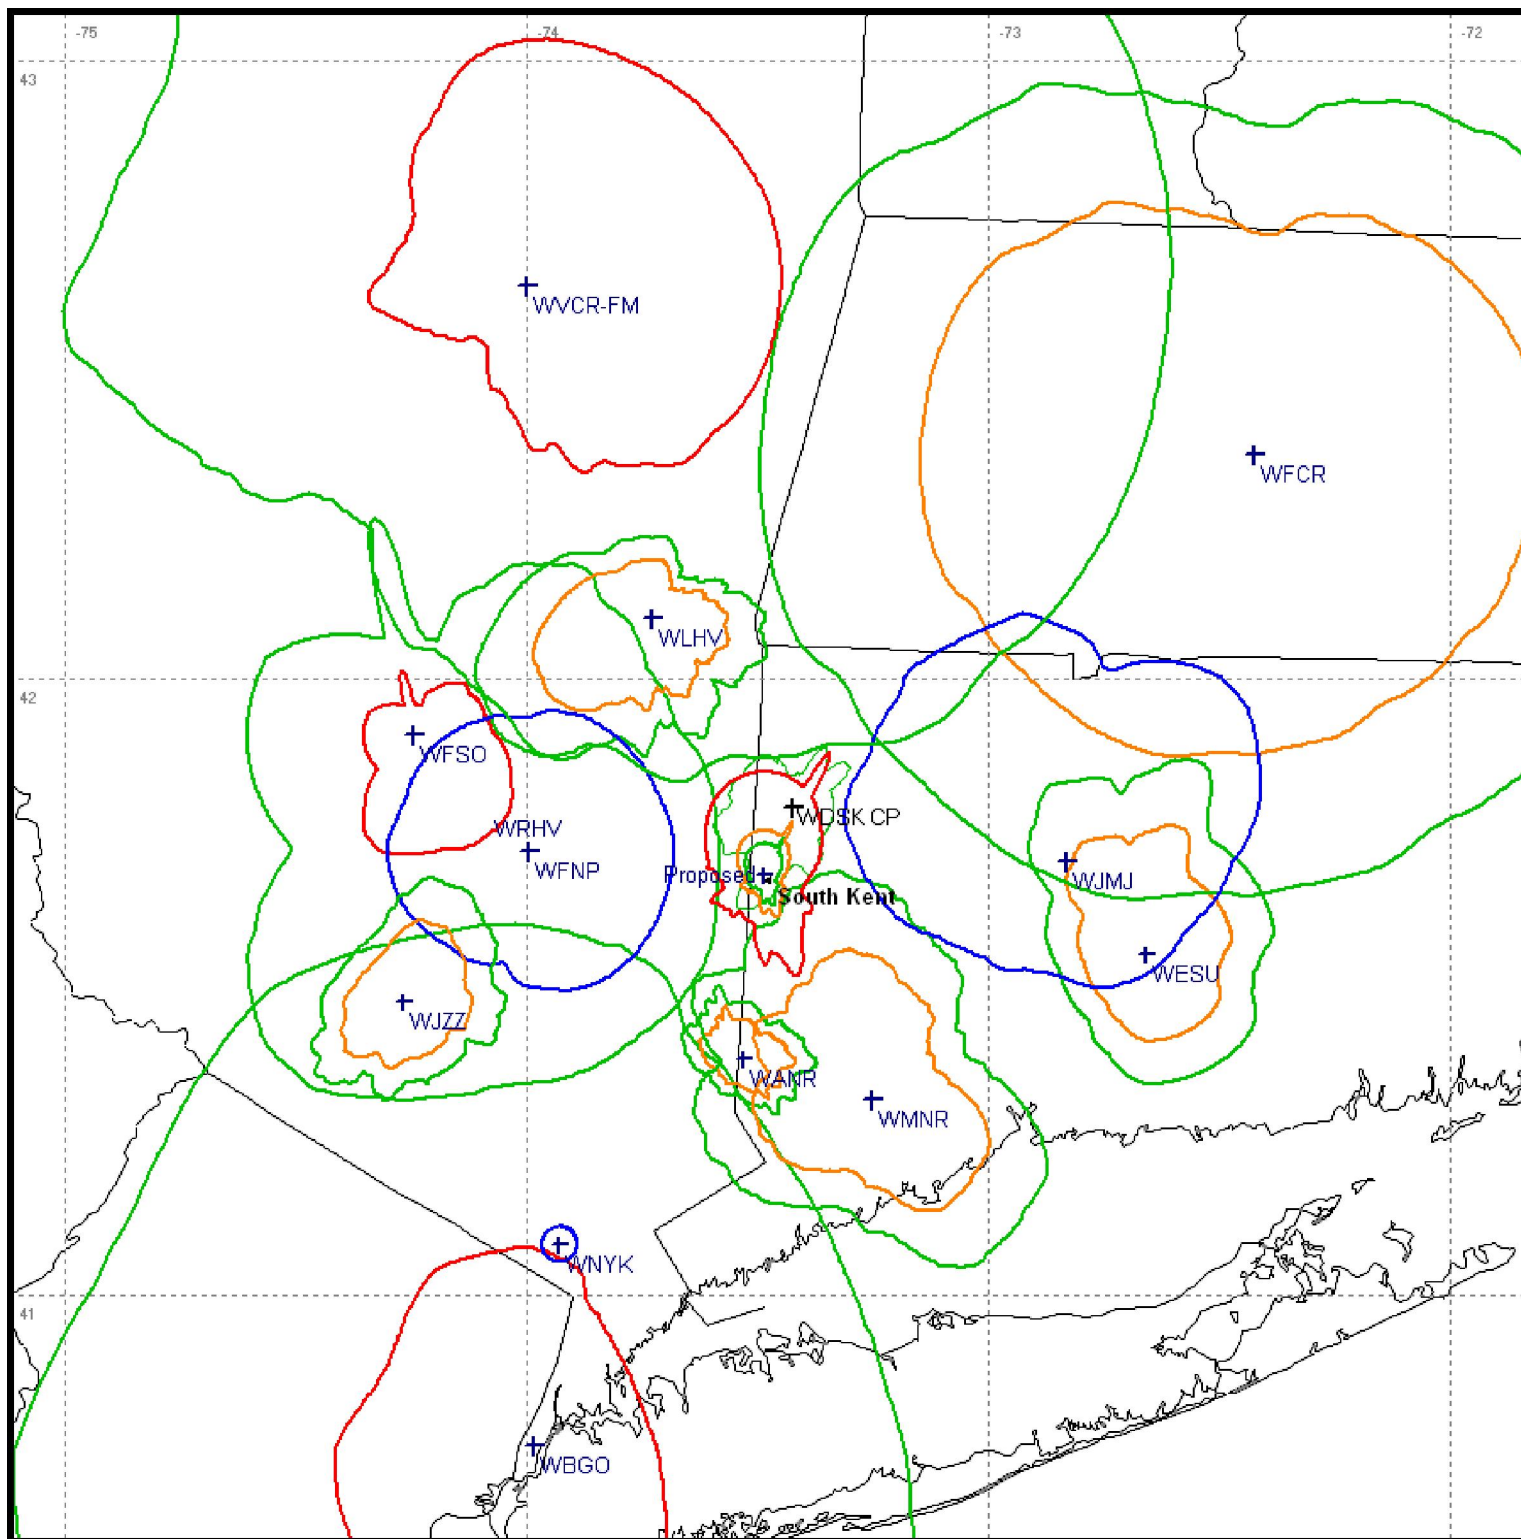 -75
-74
-73
-72
43
WVCR-FM
WFCR
WLHV
42
WFSO
WDSK CP
WRHV
WFNP
Proposed
South Kent
WJMJ
WESU
WJZZ
WANR
WMNR
WNYK
41
WBGO